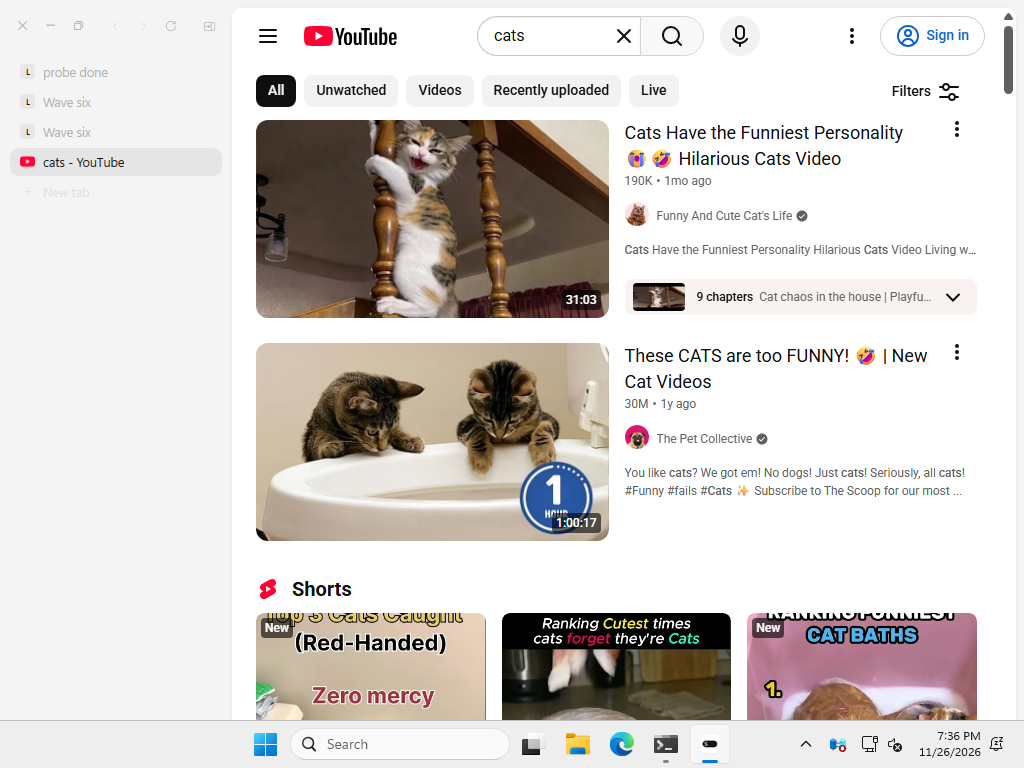 probe done
Wave six
Wave six
cats - YouTube
New tab
YouTube
cats
Sign in
All
Unwatched
Videos
Recently uploaded
Live
Filters
31:03
Cats Have the Funniest Personality
😭 🤣 Hilarious Cats Video
190K • 1mo ago
Funny And Cute Cat's Life
Cats Have the Funniest Personality Hilarious Cats Video Living w...
9 chapters Cat chaos in the house | Playfu...
1
HOUR
1:00:17
These CATS are too FUNNY! 🤣 | New
Cat Videos
30M • 1y ago
The Pet Collective
You like cats? We got em! No dogs! Just cats! Seriously, all cats!
#Funny #fails #Cats ✨ Subscribe to The Scoop for our most ...
Shorts
New
Top 3 Cats Caught
(Red-Handed)
Zero mercy
Ranking Cutest times
cats forget they're Cats
New
RANKING FUNNIEST
CAT BATHS
1.
Search
7:36 PM
11/26/2026